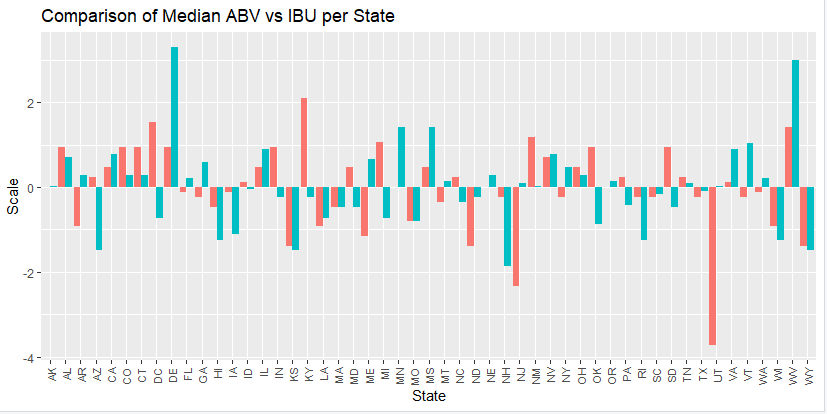 Comparison of Median ABV vs IBU per State
Scale
2
0
-2
-4
AK AL AR AZ CA CO CT DC DE FL GA HI IA ID IL IN KS KY LA MA MD ME MI MN MO MS MT NC ND NE NH NJ NM NV NY OH OK OR PA RI SC SD TN TX UT VA VT WA WI WV WY
State